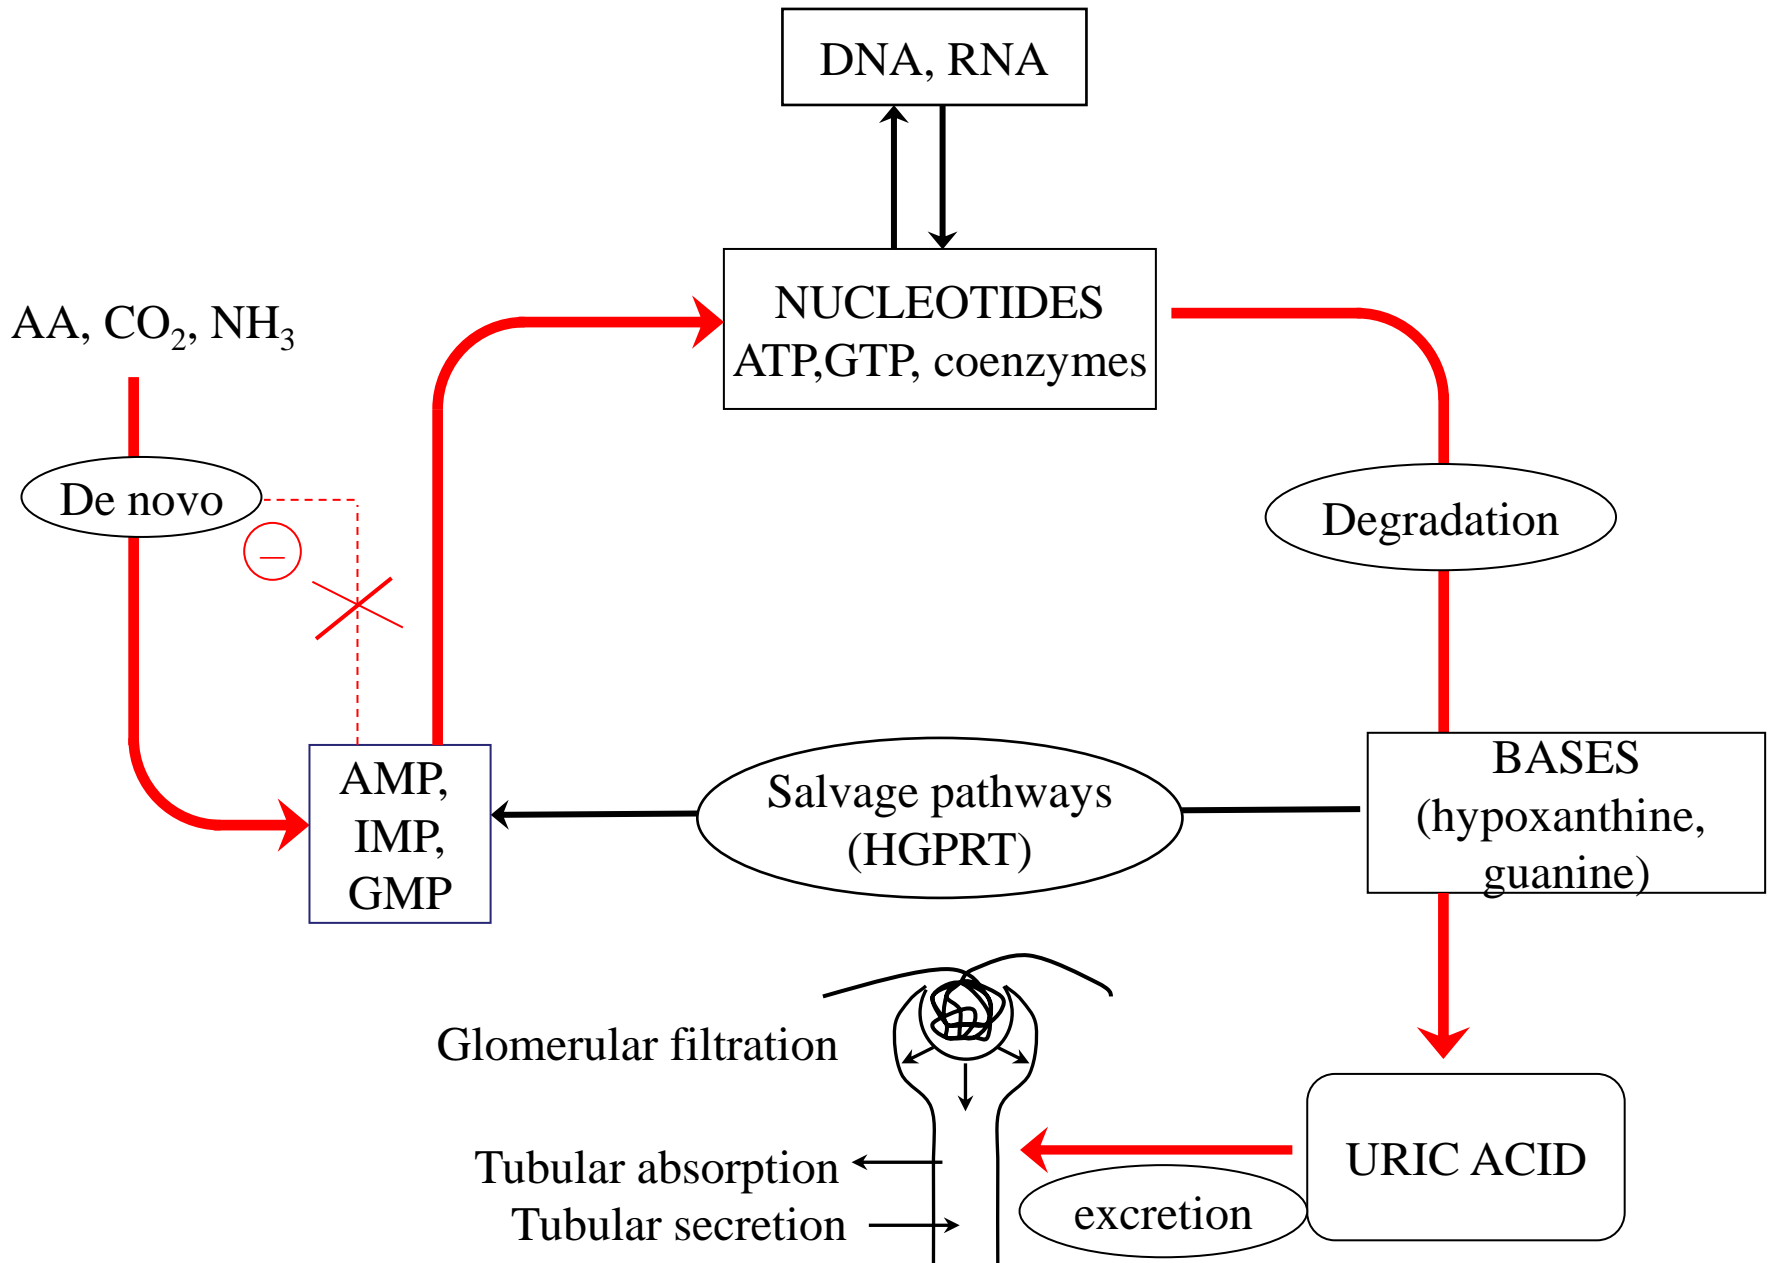 DNA, RNA
NUCLEOTIDES
ATP,GTP, coenzymes
AA, CO₂, NH₃
De novo
–
Degradation
AMP,
IMP,
GMP
Salvage pathways
(HGPRT)
BASES
(hypoxanthine,
guanine)
Glomerular filtration
Tubular absorption
Tubular secretion
excretion
URIC ACID